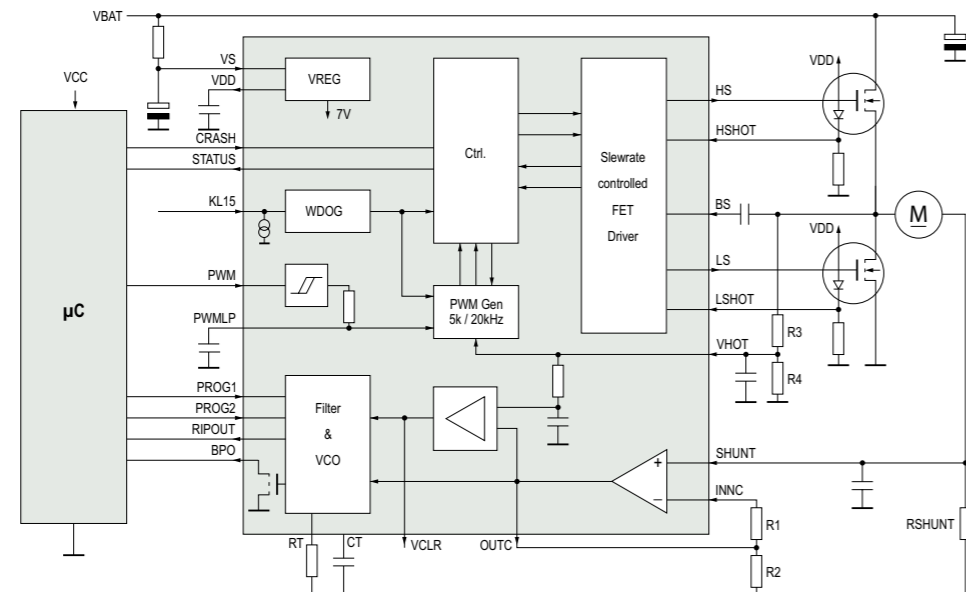 VBAT
VS
VREG
VDD
7V
VCC
CRASH
STATUS
Ctrl.
Slewrate
controlled
FET
Driver
HS
VDD
HSHOT
KL15
WDOG
BS
M
VDD
LS
PWM
PWM Gen
5k / 20kHz
LSHOT
µC
PWMLP
VHOT
R3
R4
PROG1
PROG2
RIPOUT
BPO
Filter
&
VCO
SHUNT
+
–
INNC
R1
RSHUNT
RT
CT
VCLR
OUTC
R2